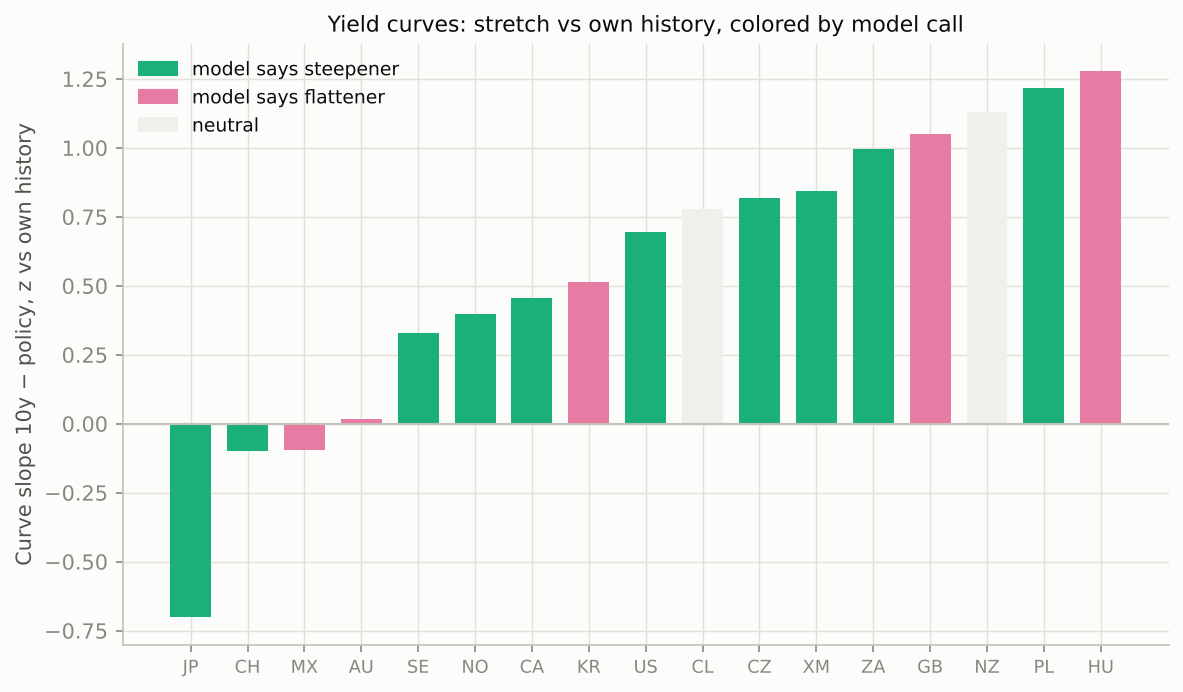 Yield curves: stretch vs own history, colored by model call
model says steepener
model says flattener
neutral
Curve slope 10y − policy, z vs own history
1.25
1.00
0.75
0.50
0.25
0.00
−0.25
−0.50
−0.75
JP CH MX AU SE NO CA KR US CL CZ XM ZA GB NZ PL HU